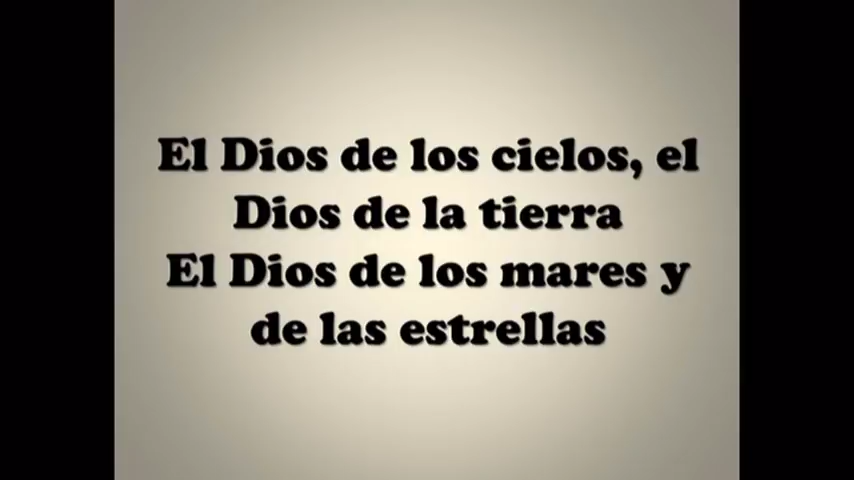 El Dios de los cielos, el
Dios de la tierra
El Dios de los mares y
de las estrellas